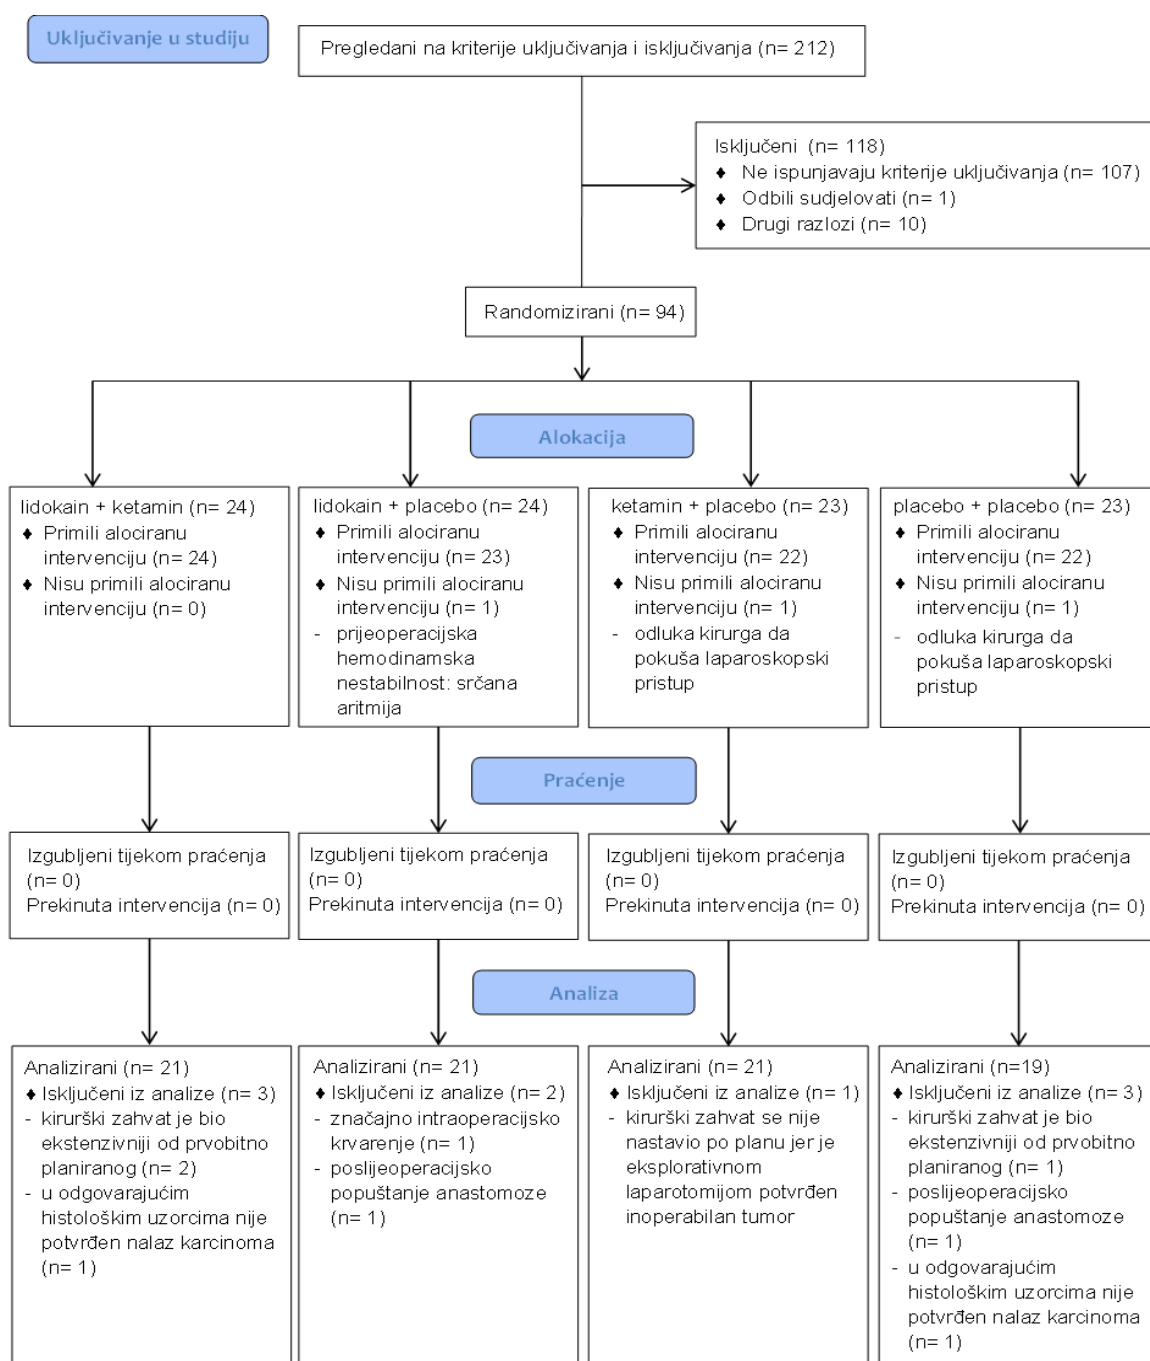 Uključivanje u studiju
Pregledani na kriterije uključivanja i isključivanja (n= 212)
Isključeni (n= 118)
♦ Ne ispunjavaju kriterije uključivanja (n= 107)
♦ Odbili sudjelovati (n= 1)
♦ Drugi razlozi (n= 10)
Randomizirani (n= 94)
Alokacija
lidokain + ketamin (n= 24)
♦ Primili alociranu
intervenciju (n= 24)
♦ Nisu primili alociranu
intervenciju (n= 0)
lidokain + placebo (n= 24)
♦ Primili alociranu
intervenciju (n= 23)
♦ Nisu primili alociranu
intervenciju (n= 1)
- prijeoperacijska
hemodinamska
nestabilnost: srčana
aritmija
ketamin + placebo (n= 23)
♦ Primili alociranu
intervenciju (n= 22)
♦ Nisu primili alociranu
intervenciju (n= 1)
- odluka kirurga da
pokuša laparoskopski
pristup
placebo + placebo (n= 23)
♦ Primili alociranu
intervenciju (n= 22)
♦ Nisu primili alociranu
intervenciju (n= 1)
- odluka kirurga da
pokuša laparoskopski
pristup
Praćenje
Izgubljeni tijekom praćenja
(n= 0)
Prekinuta intervencija (n= 0)
Izgubljeni tijekom praćenja
(n= 0)
Prekinuta intervencija (n= 0)
Izgubljeni tijekom praćenja
(n= 0)
Prekinuta intervencija (n= 0)
Izgubljeni tijekom praćenja
(n= 0)
Prekinuta intervencija (n= 0)
Analiza
Analizirani (n= 21)
♦ Isključeni iz analize (n= 3)
- kirurški zahvat je bio
ekstenzivniji od prvobitno
planiranog (n= 2)
- u odgovarajućim
histološkim uzorcima nije
potvrđen nalaz karcinoma
(n= 1)
Analizirani (n= 21)
♦ Isključeni iz analize (n= 2)
- značajno intraoperacijsko
krvarenje (n= 1)
- poslijeoperacijsko
popuštanje anastomoze
(n= 1)
Analizirani (n= 21)
♦ Isključeni iz analize (n= 1)
- kirurški zahvat se nije
nastavio po planu jer je
eksplorativnom
laparotomijom potvrđen
inoperabilan tumor
Analizirani (n=19)
♦ Isključeni iz analize (n= 3)
- kirurški zahvat je bio
ekstenzivniji od prvobitno
planiranog (n= 1)
- poslijeoperacijsko
popuštanje anastomoze
(n= 1)
- u odgovarajućim
histološkim uzorcima nije
potvrđen nalaz karcinoma
(n= 1)